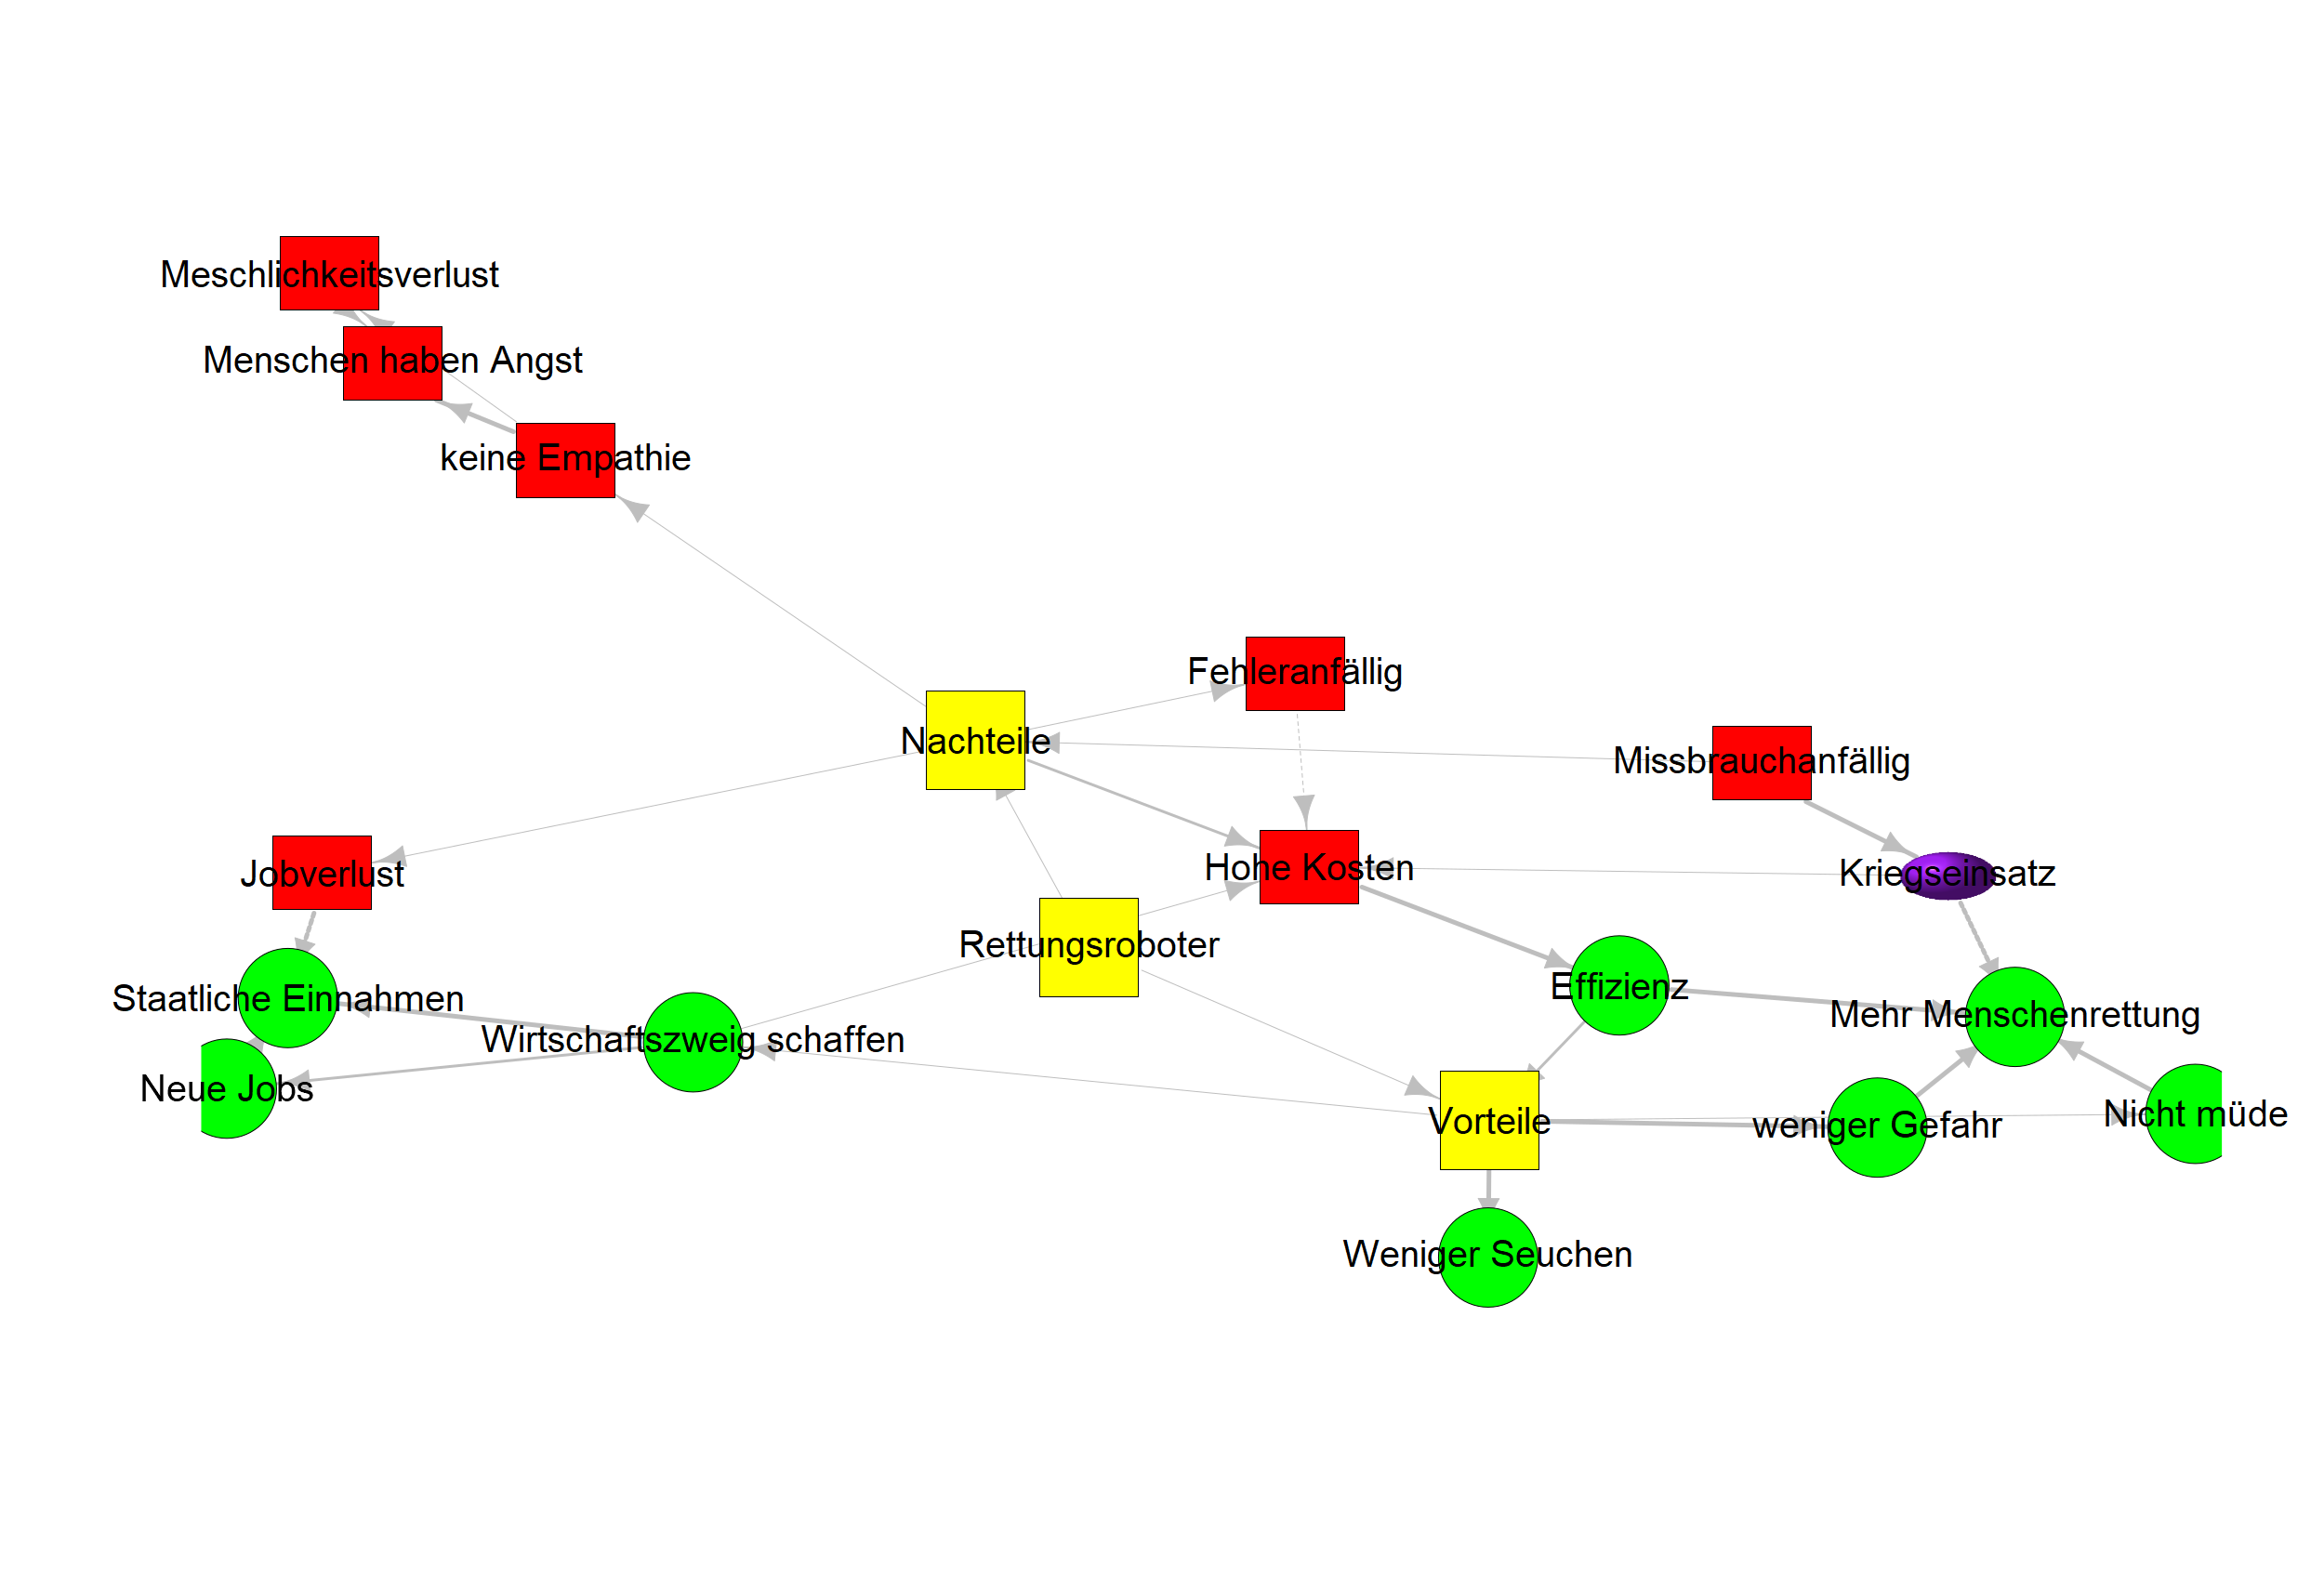 Meschlichkeitsverlust
Menschen haben Angst
keine Empathie
Fehleranfällig
Nachteile
Missbrauchanfällig
Hohe Kosten
Jobverlust
Kriegseinsatz
Rettungsroboter
Effizienz
Staatliche Einnahmen
Mehr Menschenrettung
Wirtschaftszweig schaffen
Neue Jobs
Vorteile
weniger Gefahr
Nicht müde
Weniger Seuchen